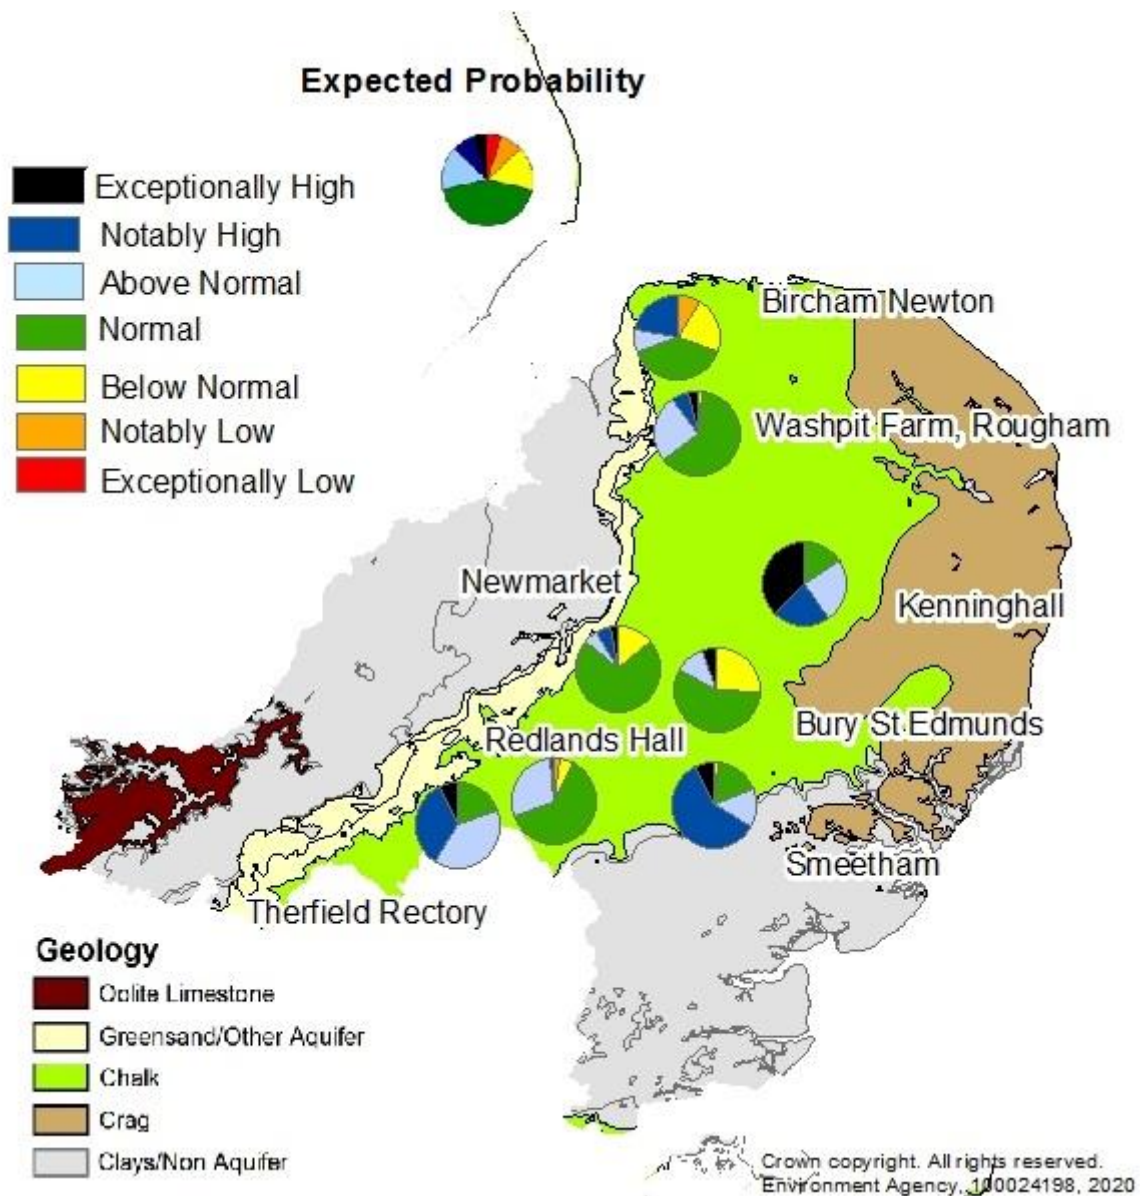 Expected Probability
Exceptionally High
Notably High
Above Normal
Normal
Below Normal
Notably Low
Exceptionally Low
Bircham Newton
Washpit Farm, Rougham
Newmarket
Kenninghall
Bury St Edmunds
Redlands Hall
Smeetham
Therfield Rectory
Geology
Oolite Limestone
Greensand/Other Aquifer
Chalk
Crag
Clays/Non Aquifer
Crown copyright. All rights reserved.
Environment Agency, 100024198, 2020